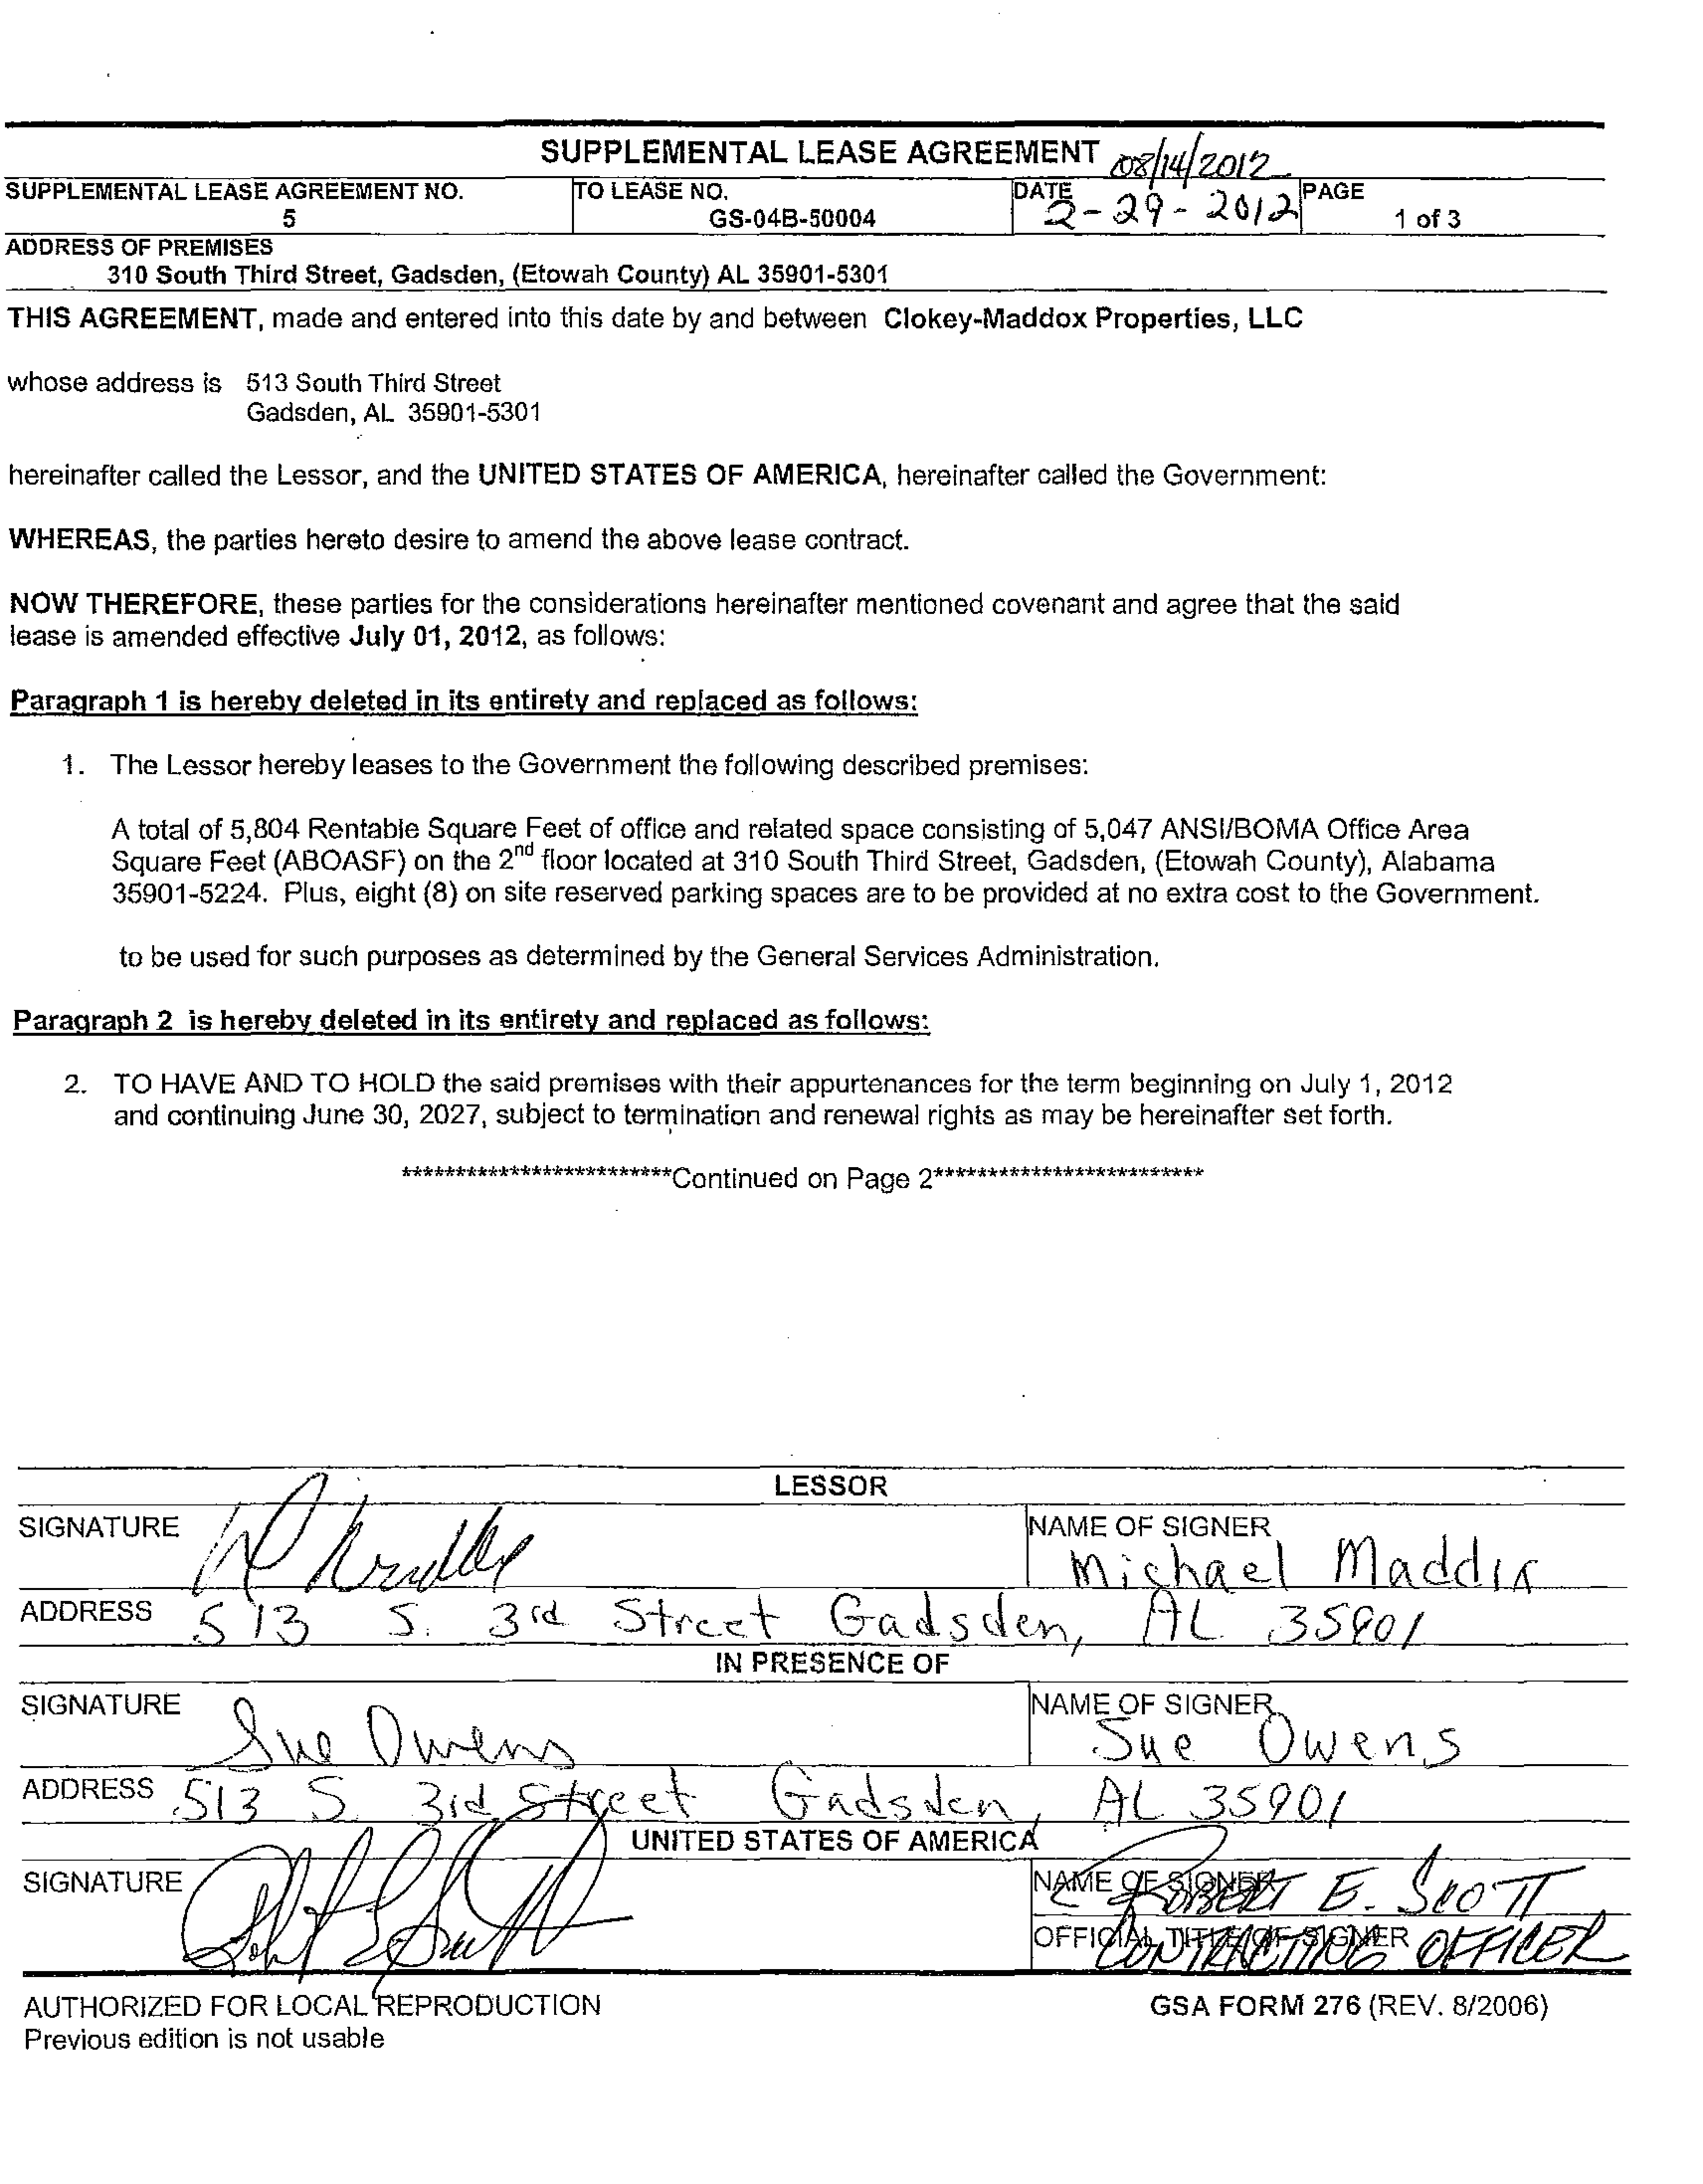 SUPPLEMENTAL LEASE AGREEMENT 08/14/2012
SUPPLEMENTAL LEASE AGREEMENT NO. TO LEASE NO. DATE PAGE
5 GS-04B-50004 2-29-2012 1 of 3
ADDRESS OF PREMISES
310 South Third Street, Gadsden, (Etowah County) AL 35901-5301
THIS AGREEMENT, made and entered into this date by and between Clokey-Maddox Properties, LLC
whose address is 513 South Third Street
Gadsden, AL 35901-5301
hereinafter called the Lessor, and the UNITED STATES OF AMERICA, hereinafter called the Government:
WHEREAS, the parties hereto desire to amend the above lease contract.
NOW THEREFORE, these parties for the considerations hereinafter mentioned covenant and agree that the said
lease is amended effective July 01, 2012, as follows:
Paragraph 1 is hereby deleted in its entirety and replaced as follows:
1. The Lessor hereby leases to the Government the following described premises:
A total of 5,804 Rentable Square Feet of office and related space consisting of 5,047 ANSI/BOMA Office Area
Square Feet (ABOASF) on the 2nd floor located at 310 South Third Street, Gadsden, (Etowah County), Alabama
35901-5224. Plus, eight (8) on site reserved parking spaces are to be provided at no extra cost to the Government.
to be used for such purposes as determined by the General Services Administration.
Paragraph 2 is hereby deleted in its entirety and replaced as follows:
2. TO HAVE AND TO HOLD the said premises with their appurtenances for the term beginning on July 1, 2012
and continuing June 30, 2027, subject to termination and renewal rights as may be hereinafter set forth.
*************************Continued on Page 2*************************
LESSOR
SIGNATURE NAME OF SIGNER
Michael Maddix
ADDRESS 513 S. 3rd Street Gadsden, AL 35901
IN PRESENCE OF
SIGNATURE Sue Owens NAME OF SIGNER
Sue Owens
ADDRESS 513 S. 3rd Street Gadsden, AL 35901
UNITED STATES OF AMERICA
SIGNATURE NAME OF SIGNER
ROBERT E. SCOTT
OFFICIAL TITLE OF SIGNER
CONTRACTING OFFICER
AUTHORIZED FOR LOCAL REPRODUCTION GSA FORM 276 (REV. 8/2006)
Previous edition is not usable